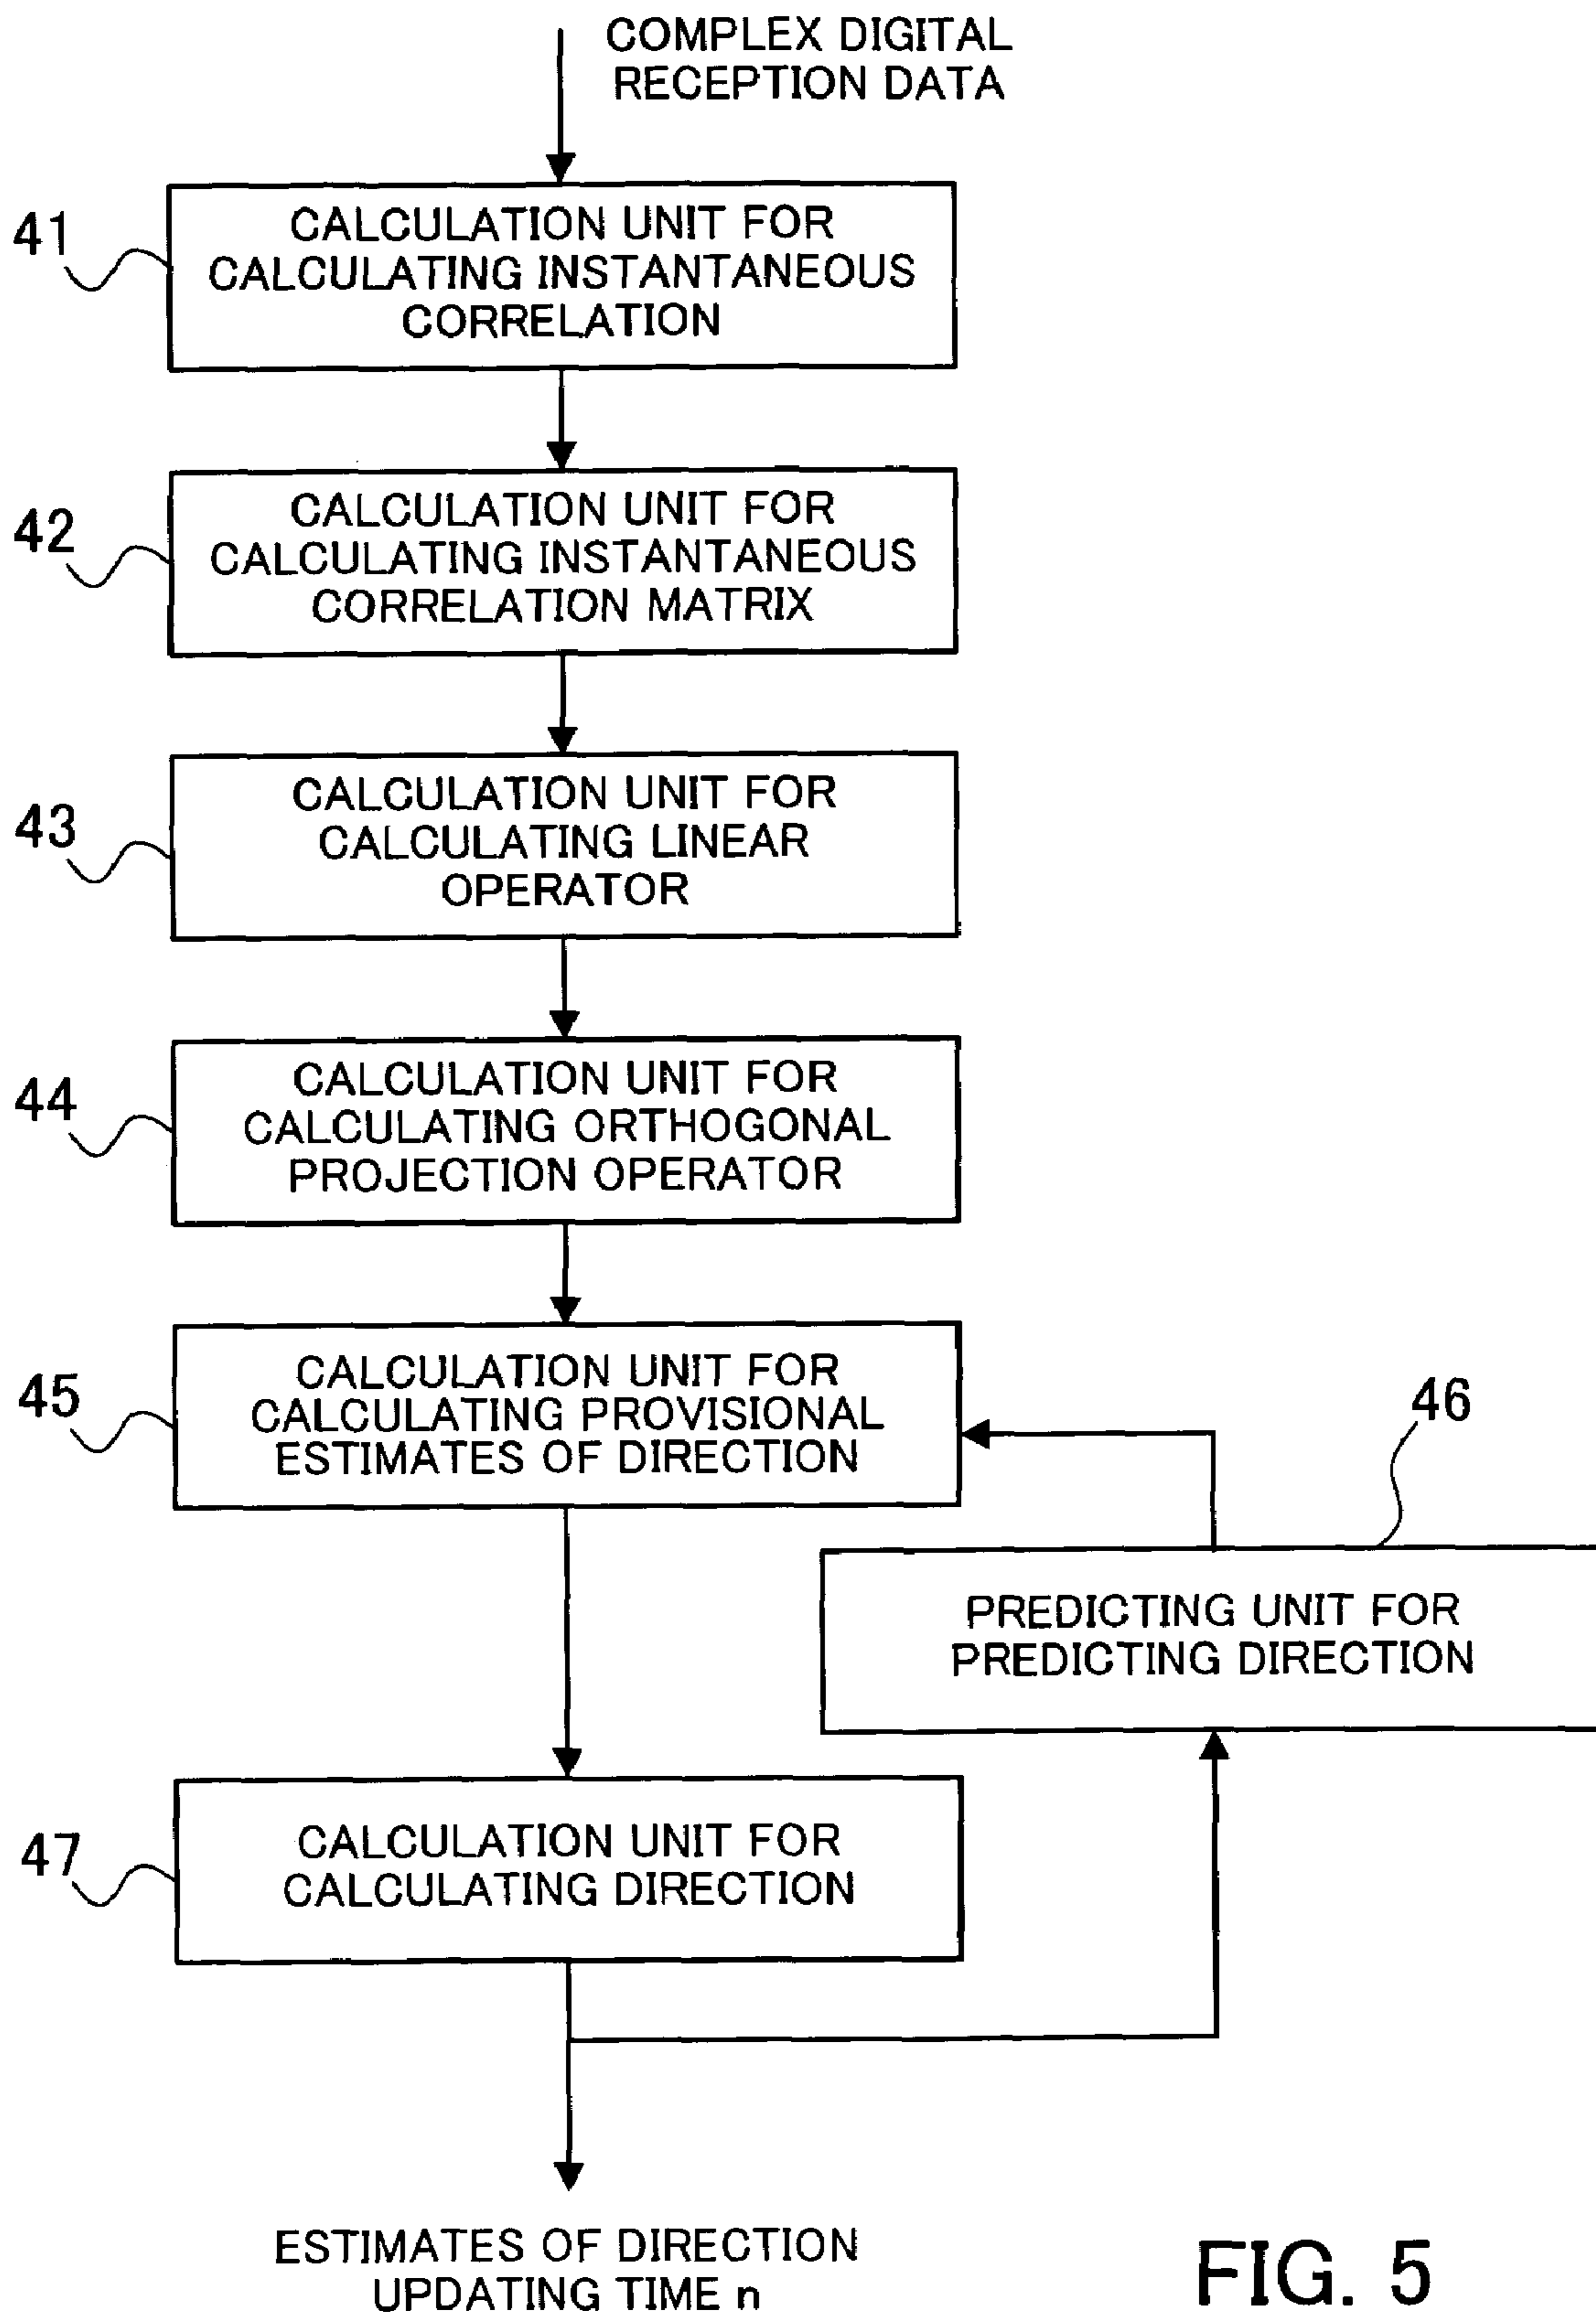 COMPLEX DIGITAL
RECEPTION DATA
41
CALCULATION UNIT FOR
CALCULATING INSTANTANEOUS
CORRELATION
42
CALCULATION UNIT FOR
CALCULATING INSTANTANEOUS
CORRELATION MATRIX
43
CALCULATION UNIT FOR
CALCULATING LINEAR
OPERATOR
44
CALCULATION UNIT FOR
CALCULATING ORTHOGONAL
PROJECTION OPERATOR
45
CALCULATION UNIT FOR
CALCULATING PROVISIONAL
ESTIMATES OF DIRECTION
46
PREDICTING UNIT FOR
PREDICTING DIRECTION
47
CALCULATION UNIT FOR
CALCULATING DIRECTION
ESTIMATES OF DIRECTION
UPDATING TIME n
FIG. 5